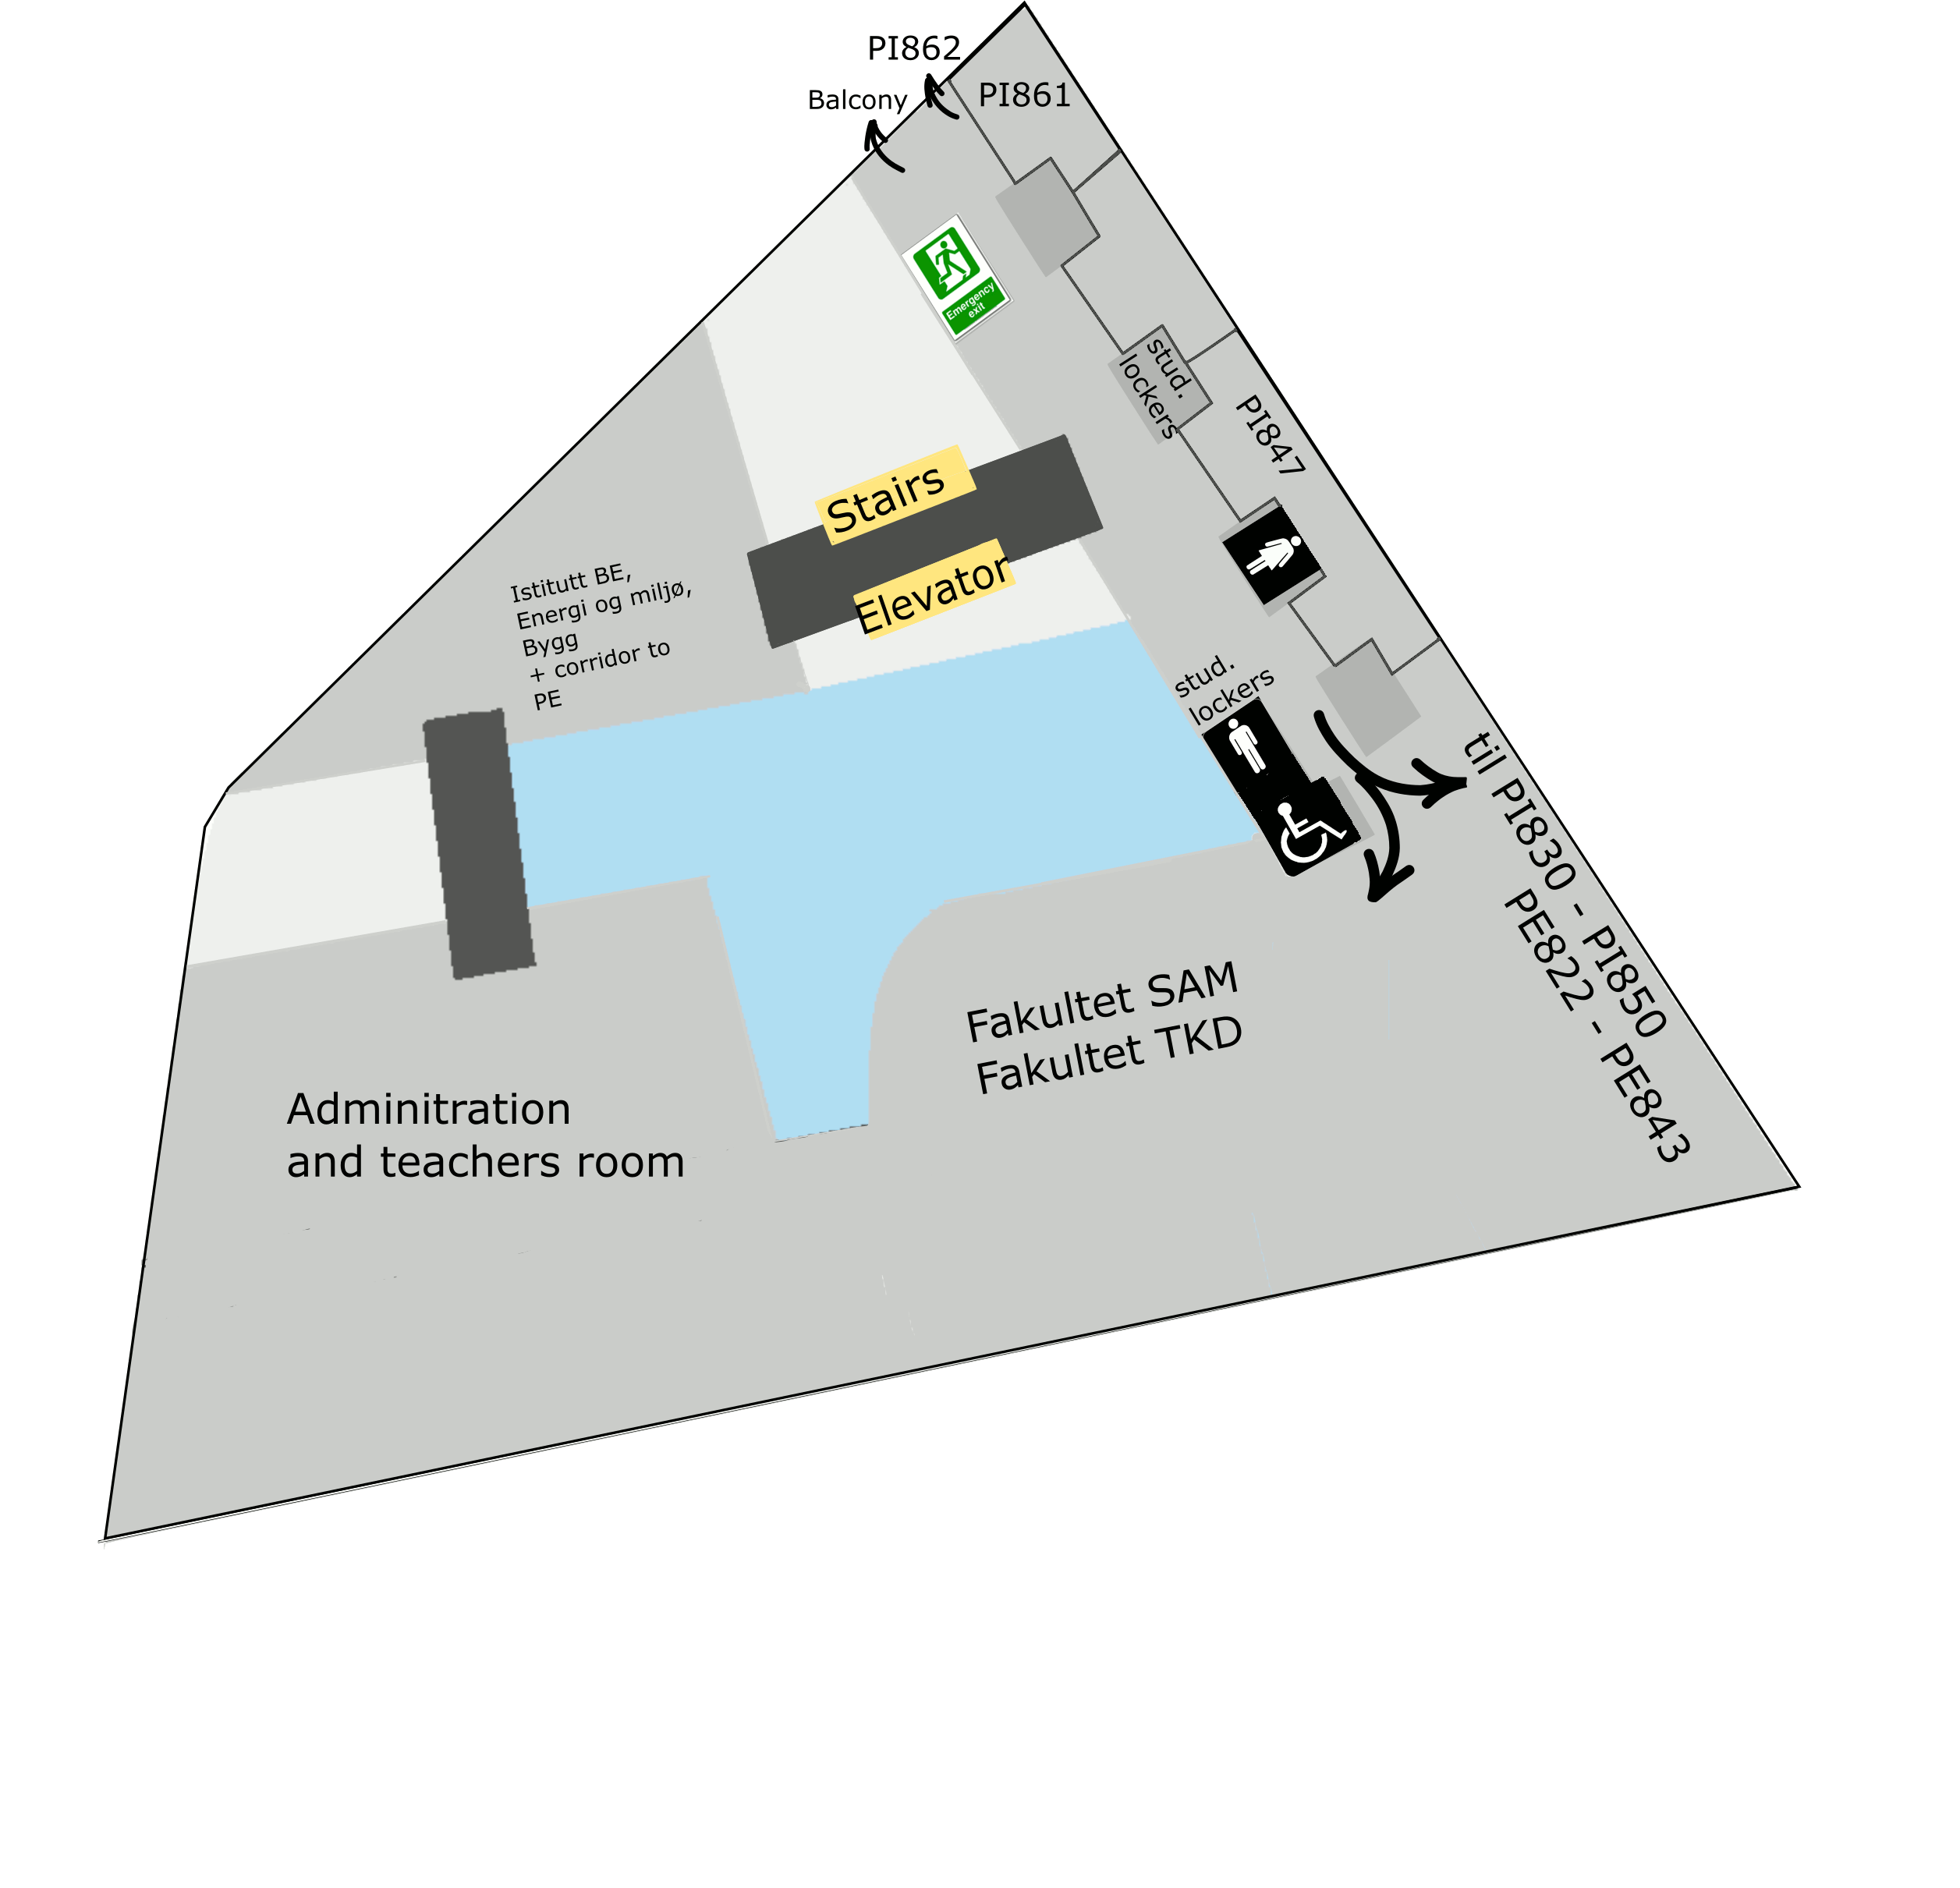 PI862
Balcony
PI861
Emergency
exit
stud.
lockers
PI847
Stairs
Elevator
Istitutt BE,
Energi og miljø,
Bygg
+ corridor to
PE
stud.
lockers
til PI830 - PI850
PE822 - PE843
Fakultet SAM
Fakultet TKD
Adminitration
and teachers room